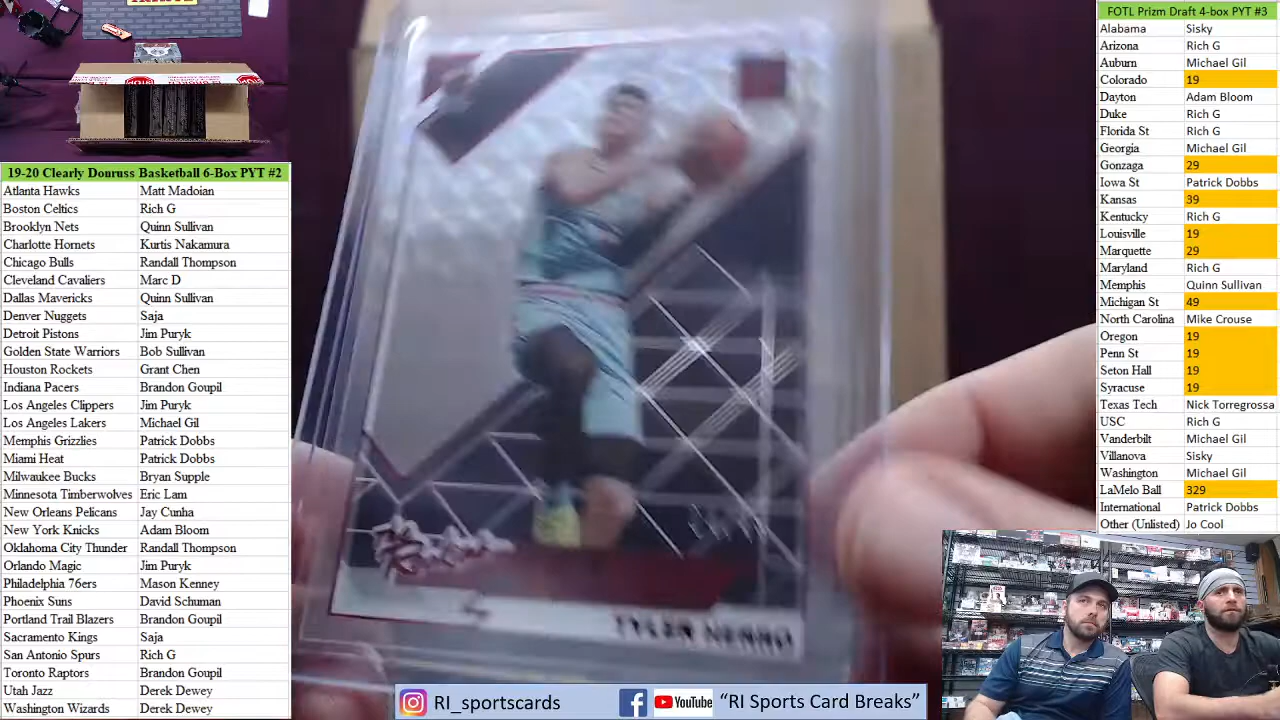 19-20 Clearly Donruss Basketball 6-Box PYT #2
Atlanta Hawks Matt Madoian
Boston Celtics Rich G
Brooklyn Nets Quinn Sullivan
Charlotte Hornets Kurtis Nakamura
Chicago Bulls Randall Thompson
Cleveland Cavaliers Marc D
Dallas Mavericks Quinn Sullivan
Denver Nuggets Saja
Detroit Pistons Jim Puryk
Golden State Warriors Bob Sullivan
Houston Rockets Grant Chen
Indiana Pacers Brandon Goupil
Los Angeles Clippers Jim Puryk
Los Angeles Lakers Michael Gil
Memphis Grizzlies Patrick Dobbs
Miami Heat Patrick Dobbs
Milwaukee Bucks Bryan Supple
Minnesota Timberwolves Eric Lam
New Orleans Pelicans Jay Cunha
New York Knicks Adam Bloom
Oklahoma City Thunder Randall Thompson
Orlando Magic Jim Puryk
Philadelphia 76ers Mason Kenney
Phoenix Suns David Schuman
Portland Trail Blazers Brandon Goupil
Sacramento Kings Saja
San Antonio Spurs Rich G
Toronto Raptors Brandon Goupil
Utah Jazz Derek Dewey
Washington Wizards Derek Dewey
TYLER HERRO
RI_sportscards
YouTube "RI Sports Card Breaks"
FOTL Prizm Draft 4-box PYT #3
Alabama Sisky
Arizona Rich G
Auburn Michael Gil
Colorado 19
Dayton Adam Bloom
Duke Rich G
Florida St Rich G
Georgia Michael Gil
Gonzaga 29
Iowa St Patrick Dobbs
Kansas 39
Kentucky Rich G
Louisville 19
Marquette 29
Maryland Rich G
Memphis Quinn Sullivan
Michigan St 49
North Carolina Mike Crouse
Oregon 19
Penn St 19
Seton Hall 19
Syracuse 19
Texas Tech Nick Torregrossa
USC Rich G
Vanderbilt Michael Gil
Villanova Sisky
Washington Michael Gil
LaMelo Ball 329
International Patrick Dobbs
Other (Unlisted) Jo Cool